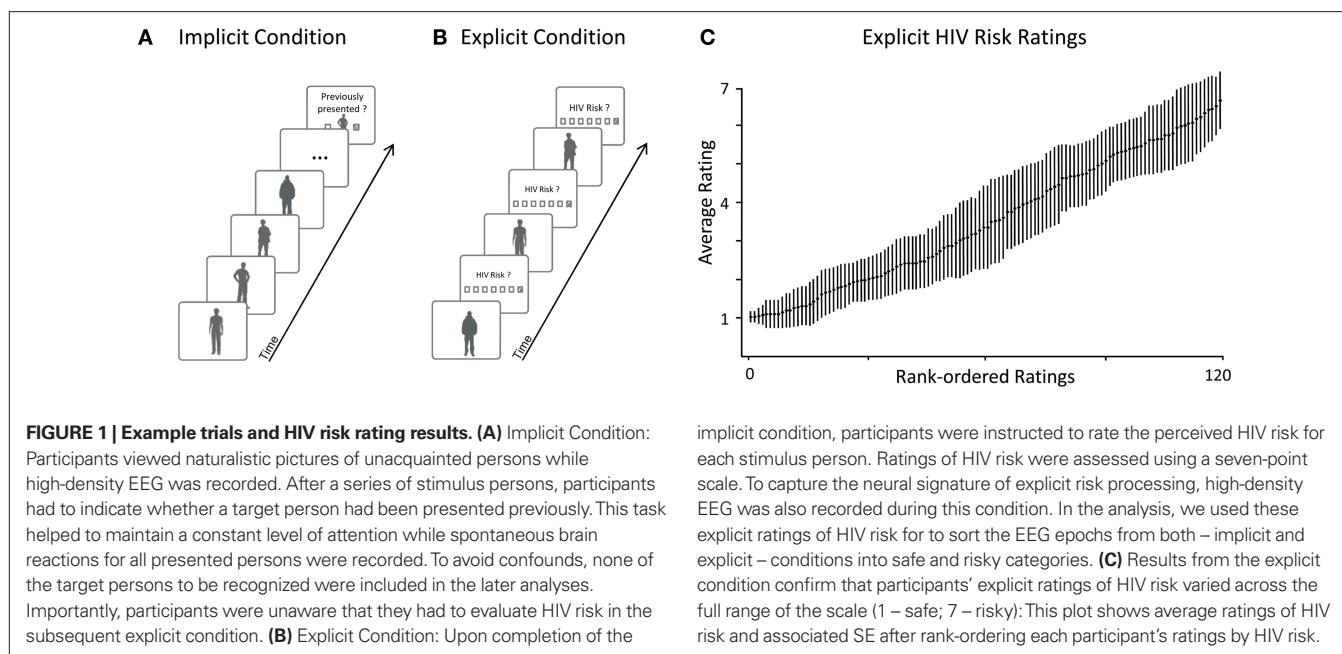 A Implicit Condition
Previously
presented ?
...
Time
B Explicit Condition
HIV Risk ?
HIV Risk ?
HIV Risk ?
Time
C Explicit HIV Risk Ratings
7
4
1
Average Rating
0
120
Rank-ordered Ratings
FIGURE 1 | Example trials and HIV risk rating results. (A) Implicit Condition:
Participants viewed naturalistic pictures of unacquainted persons while
high-density EEG was recorded. After a series of stimulus persons, participants
had to indicate whether a target person had been presented previously. This task
helped to maintain a constant level of attention while spontaneous brain
reactions for all presented persons were recorded. To avoid confounds, none of
the target persons to be recognized were included in the later analyses.
Importantly, participants were unaware that they had to evaluate HIV risk in the
subsequent explicit condition. (B) Explicit Condition: Upon completion of the
implicit condition, participants were instructed to rate the perceived HIV risk for
each stimulus person. Ratings of HIV risk were assessed using a seven-point
scale. To capture the neural signature of explicit risk processing, high-density
EEG was also recorded during this condition. In the analysis, we used these
explicit ratings of HIV risk for to sort the EEG epochs from both – implicit and
explicit – conditions into safe and risky categories. (C) Results from the explicit
condition confirm that participants' explicit ratings of HIV risk varied across the
full range of the scale (1 – safe; 7 – risky): This plot shows average ratings of HIV
risk and associated SE after rank-ordering each participant's ratings by HIV risk.